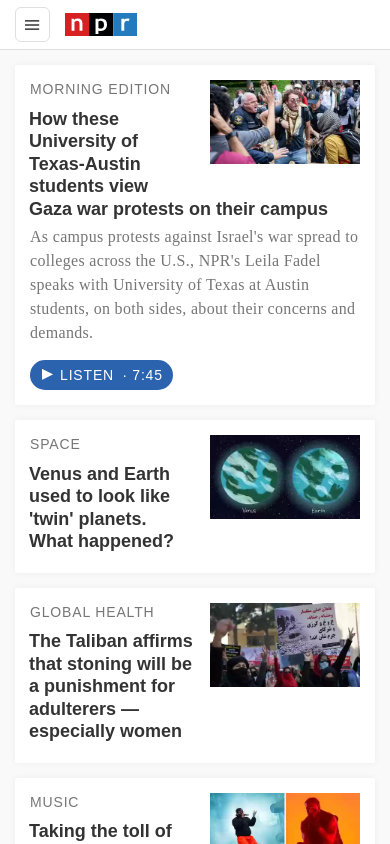 npr
MORNING EDITION
How these
University of
Texas-Austin
students view
Gaza war protests on their campus
As campus protests against Israel's war spread to
colleges across the U.S., NPR's Leila Fadel
speaks with University of Texas at Austin
students, on both sides, about their concerns and
demands.
LISTEN · 7:45
SPACE
Venus and Earth
used to look like
'twin' planets.
What happened?
Venus
Earth
GLOBAL HEALTH
The Taliban affirms
that stoning will be
a punishment for
adulterers —
especially women
MUSIC
Taking the toll of